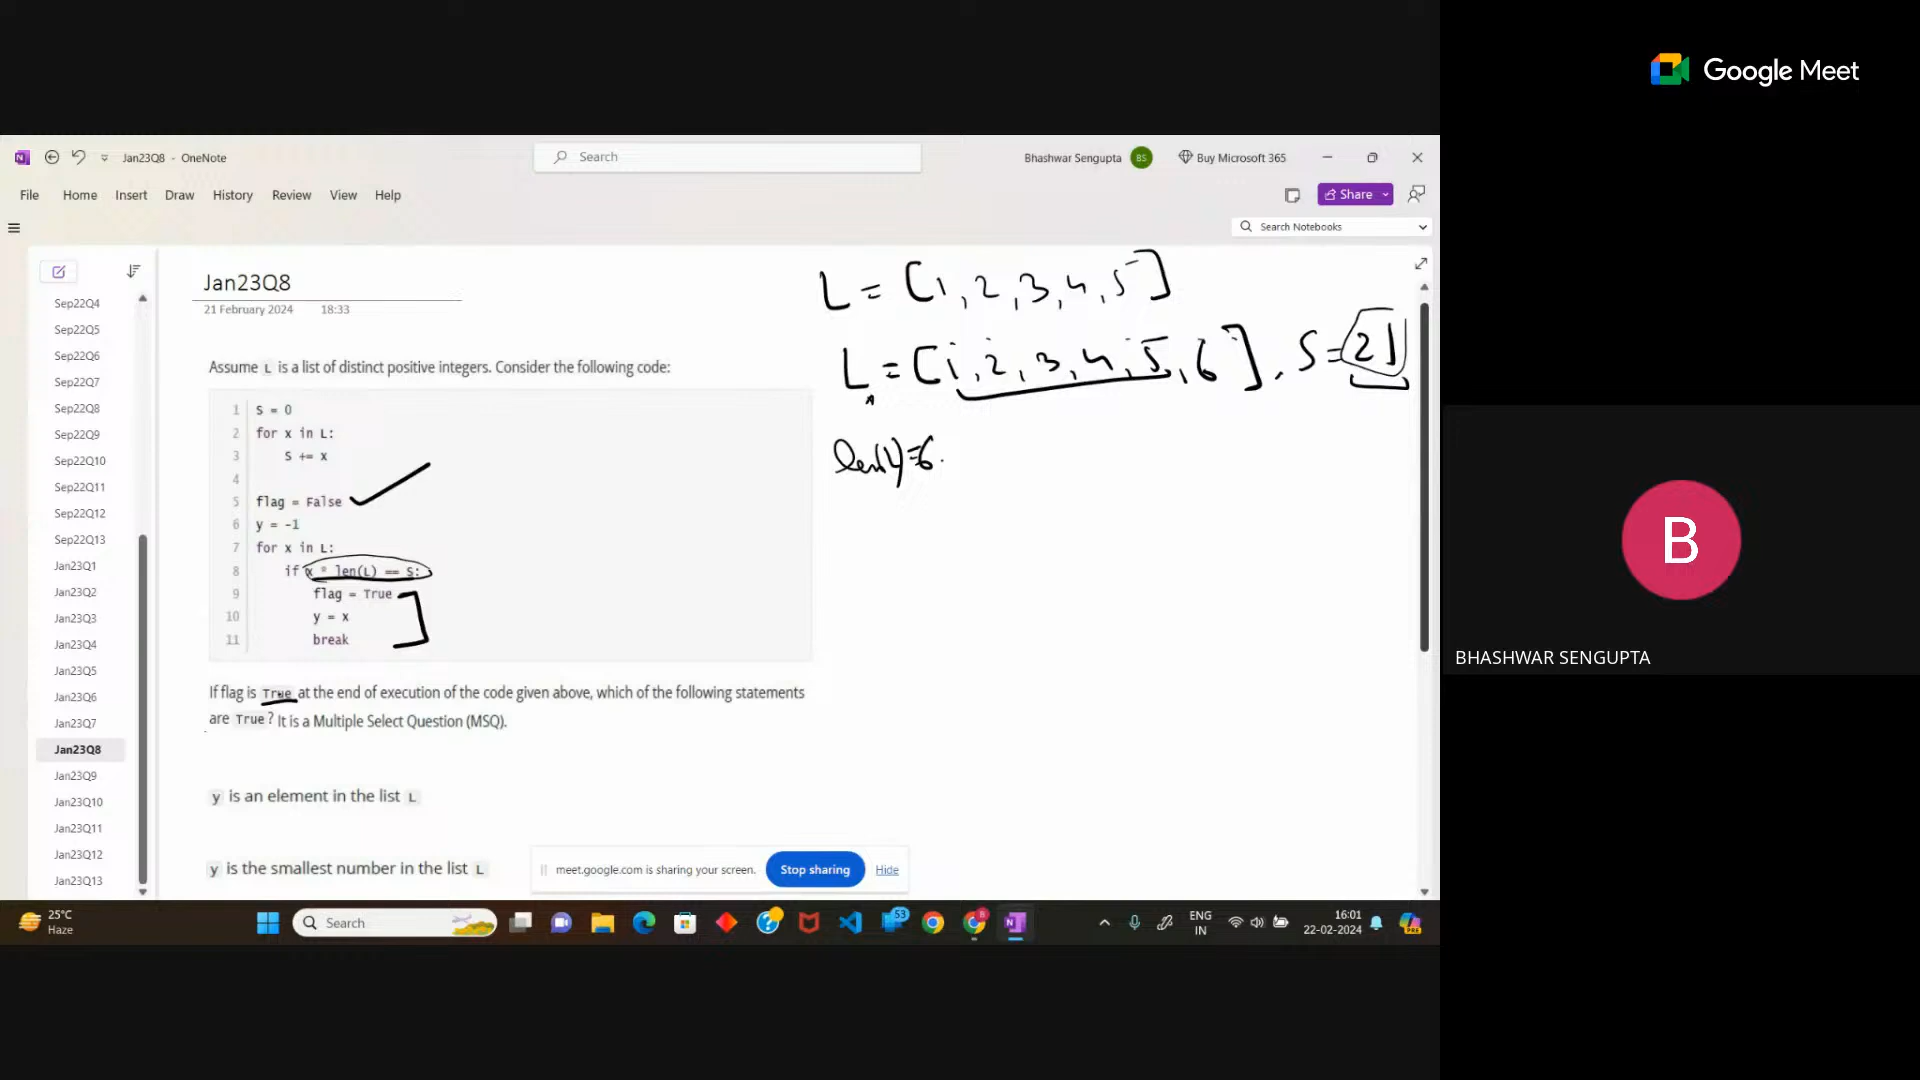 Google Meet
Jan23Q8 - OneNote
Search
Bhashwar Sengupta
BS
Buy Microsoft 365
File Home Insert Draw History Review View Help
Share
Search Notebooks
Sep22Q4
Sep22Q5
Sep22Q6
Sep22Q7
Sep22Q8
Sep22Q9
Sep22Q10
Sep22Q11
Sep22Q12
Sep22Q13
Jan23Q1
Jan23Q2
Jan23Q3
Jan23Q4
Jan23Q5
Jan23Q6
Jan23Q7
Jan23Q8
Jan23Q9
Jan23Q10
Jan23Q11
Jan23Q12
Jan23Q13
Jan23Q8
21 February 2024 18:33
Assume L is a list of distinct positive integers. Consider the following code:
1 S = 0
2 for x in L:
3 S += x
4
5 flag = False
6 y = -1
7 for x in L:
8 if x * len(L) == S:
9 flag = True
10 y = x
11 break
If flag is True at the end of execution of the code given above, which of the following statements
are True? It is a Multiple Select Question (MSQ).
y is an element in the list L
y is the smallest number in the list L
L = [1, 2, 3, 4, 5]
L = [1, 2, 3, 4, 5, 6], S = 21
len(L)=6.
meet.google.com is sharing your screen. Stop sharing Hide
B
BHASHWAR SENGUPTA
25°C
Haze
Search
53
ENG
IN
16:01
22-02-2024